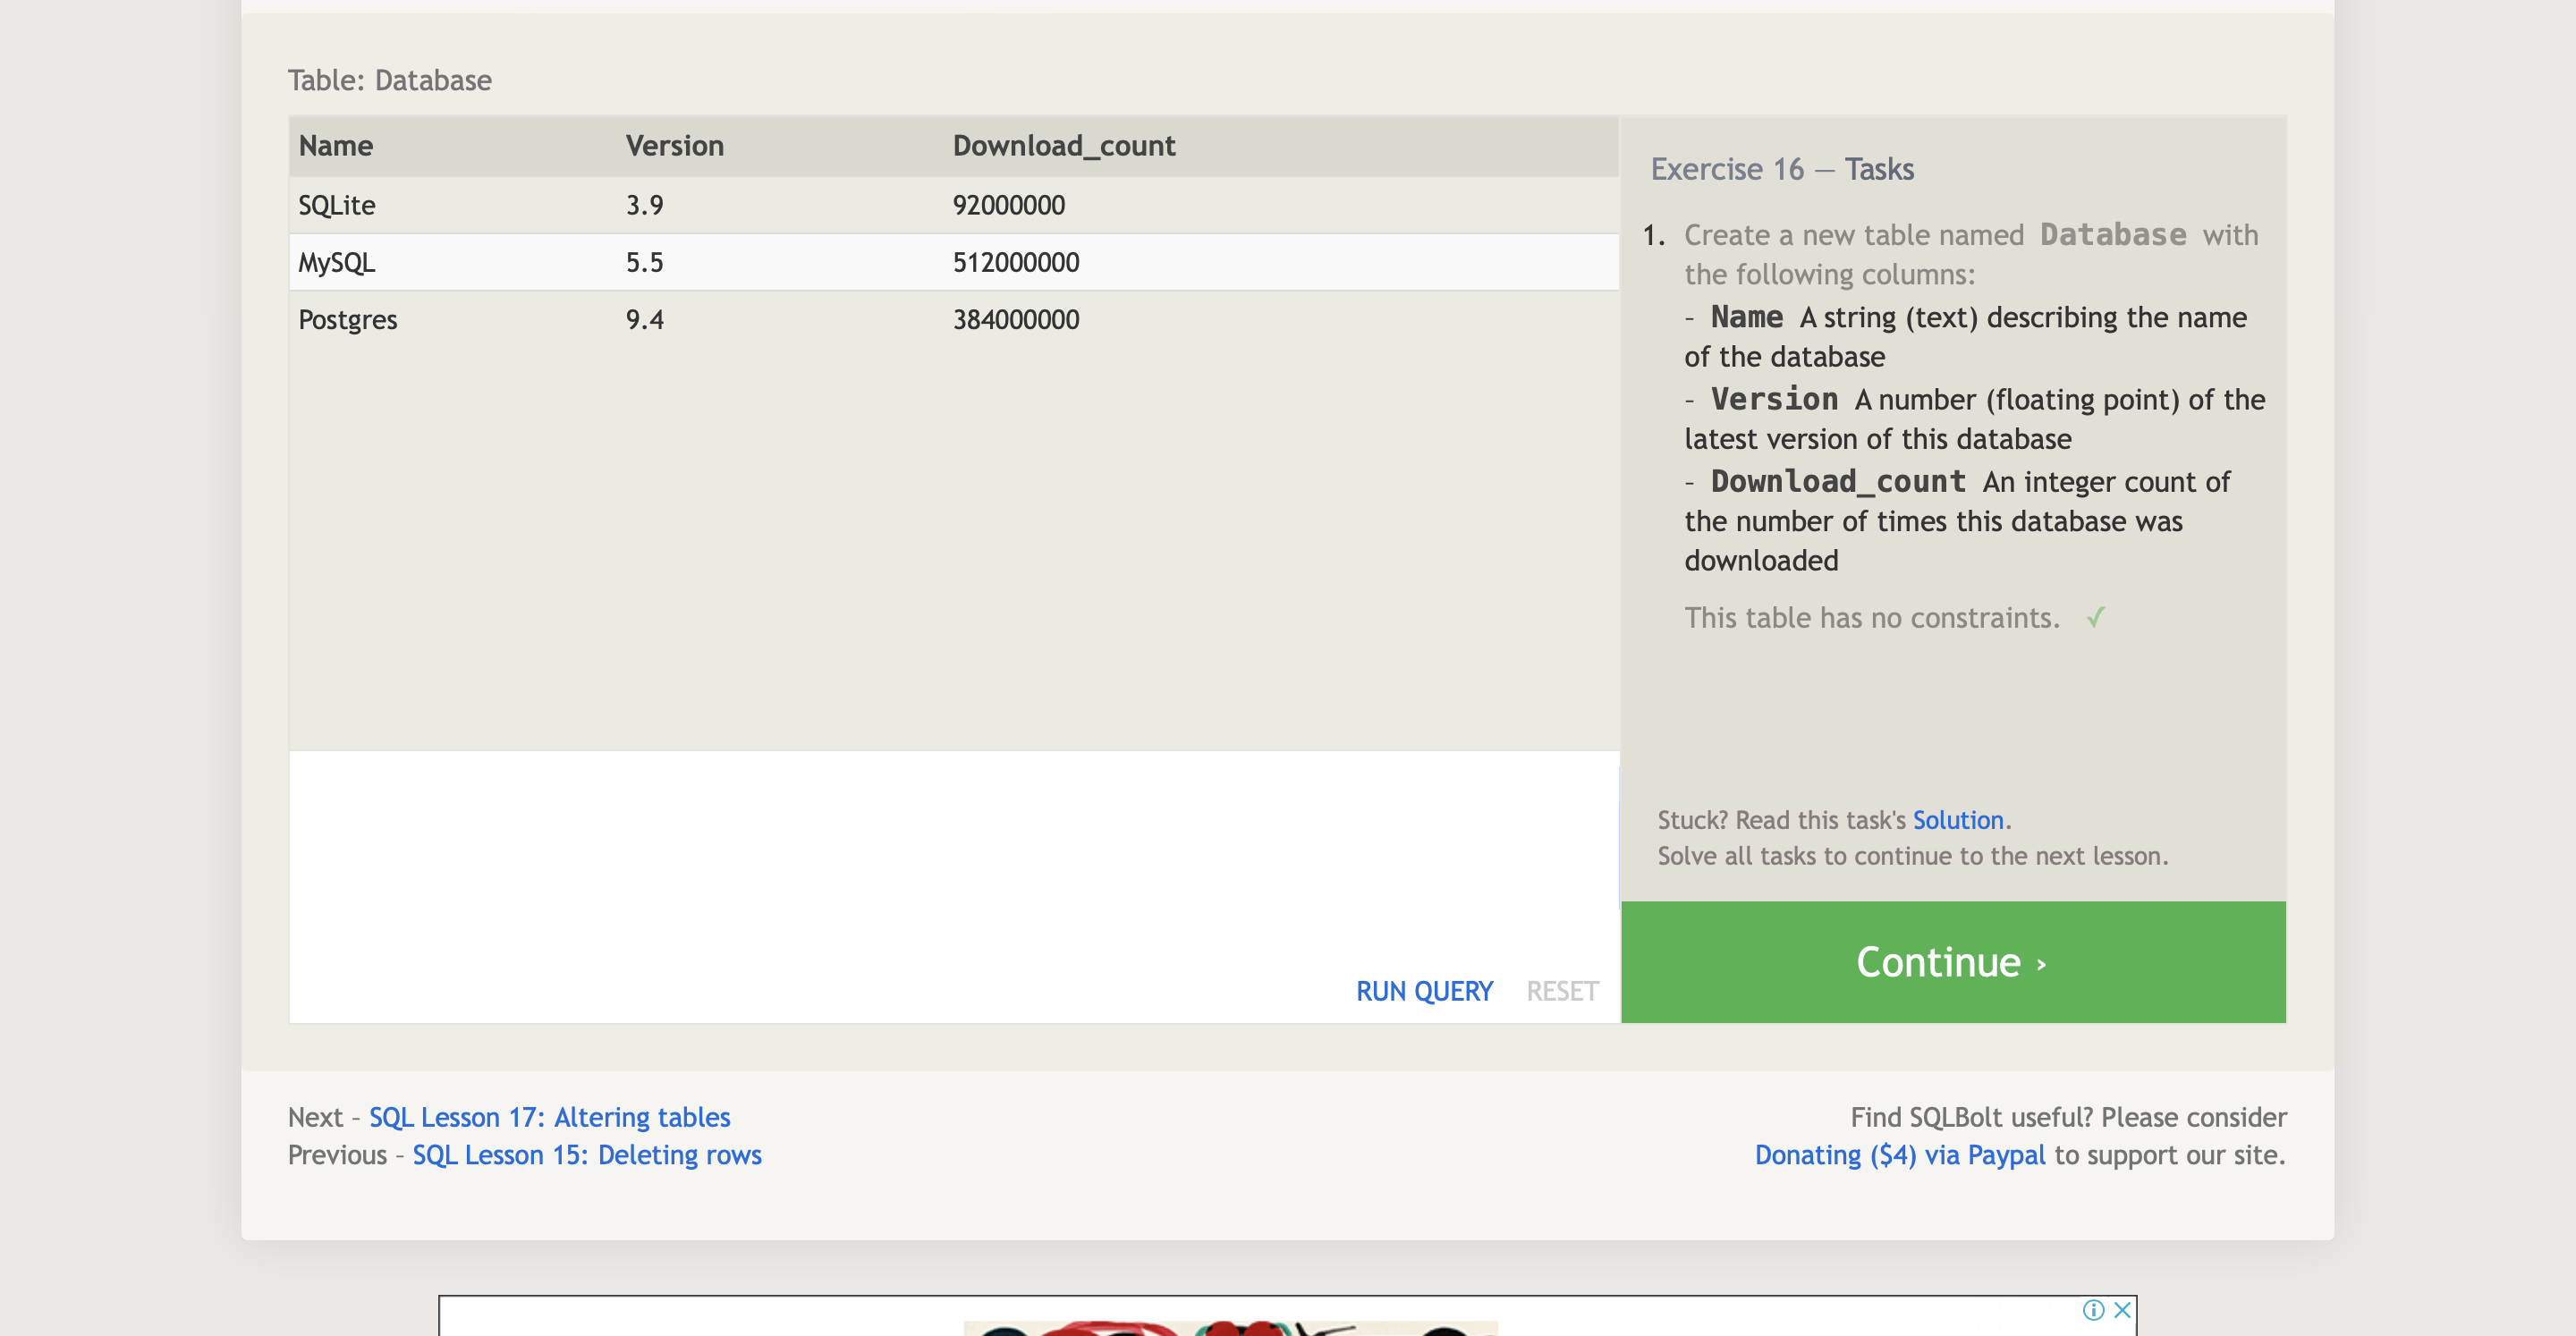 Table: Database
Name Version Download_count
SQLite 3.9 92000000
MySQL 5.5 512000000
Postgres 9.4 384000000
RUN QUERY RESET
Exercise 16 — Tasks
1. Create a new table named Database with
the following columns:
- Name A string (text) describing the name
of the database
- Version A number (floating point) of the
latest version of this database
- Download_count An integer count of
the number of times this database was
downloaded
This table has no constraints. ✓
Stuck? Read this task's Solution.
Solve all tasks to continue to the next lesson.
Continue ›
Next – SQL Lesson 17: Altering tables
Previous – SQL Lesson 15: Deleting rows
Find SQLBolt useful? Please consider
Donating ($4) via Paypal to support our site.